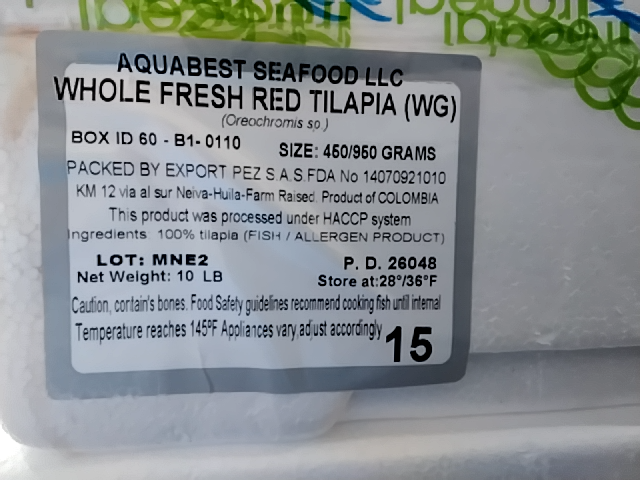 AQUABEST SEAFOOD LLC
WHOLE FRESH RED TILAPIA (WG)
(Oreochromis sp.)
BOX ID 60 - B1- 0110 SIZE: 450/950 GRAMS
PACKED BY EXPORT PEZ S.A.S.FDA No 14070921010
KM 12 via al sur Neiva-Huila-Farm Raised. Product of COLOMBIA
This product was processed under HACCP system
Ingredients: 100% tilapia (FISH / ALLERGEN PRODUCT)
LOT: MNE2 P. D. 26048
Net Weight: 10 LB Store at:28°/36°F
Caution, contain's bones. Food Safety guidelines recommend cooking fish until internal
Temperature reaches 145ºF Appliances vary,adjust accordingly 15